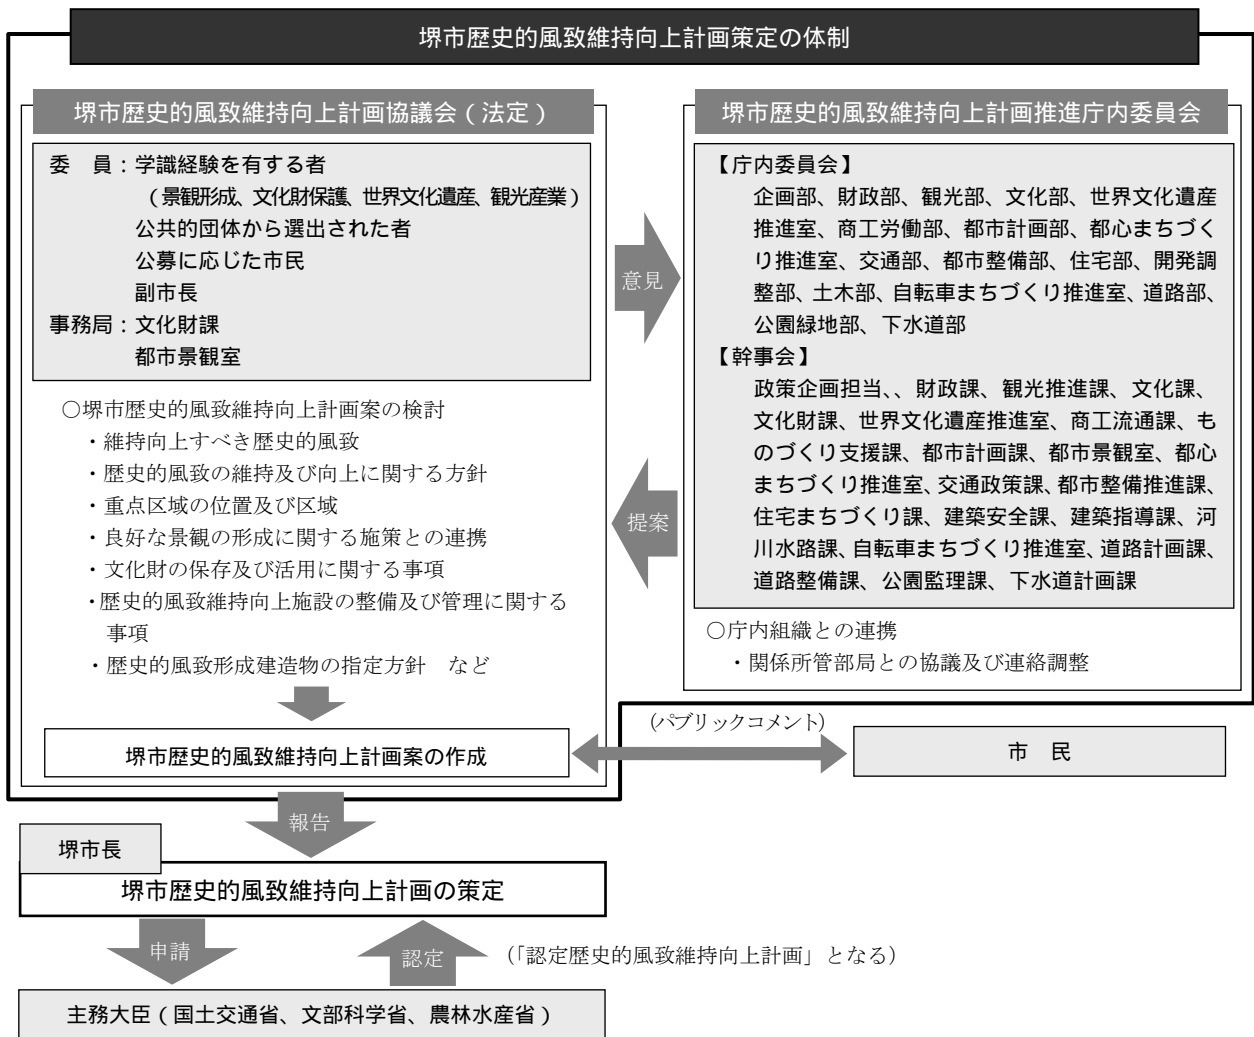 堺市歴史的風致維持向上計画策定の体制
堺市歴史的風致維持向上計画協議会（法定）
委　員：学識経験を有する者
（景観形成、文化財保護、世界文化遺産、観光産業）
公共的団体から選出された者
公募に応じた市民
副市長
事務局：文化財課
都市景観室
○堺市歴史的風致維持向上計画案の検討
・維持向上すべき歴史的風致
・歴史的風致の維持及び向上に関する方針
・重点区域の位置及び区域
・良好な景観の形成に関する施策との連携
・文化財の保存及び活用に関する事項
・歴史的風致維持向上施設の整備及び管理に関する
事項
・歴史的風致形成建造物の指定方針　など
堺市歴史的風致維持向上計画案の作成
意見
提案
堺市歴史的風致維持向上計画推進庁内委員会
【庁内委員会】
企画部、財政部、観光部、文化部、世界文化遺産
推進室、商工労働部、都市計画部、都心まちづく
り推進室、交通部、都市整備部、住宅部、開発調
整部、土木部、自転車まちづくり推進室、道路部、
公園緑地部、下水道部
【幹事会】
政策企画担当、、財政課、観光推進課、文化課、
文化財課、世界文化遺産推進室、商工流通課、も
のづくり支援課、都市計画課、都市景観室、都心
まちづくり推進室、交通政策課、都市整備推進課、
住宅まちづくり課、建築安全課、建築指導課、河
川水路課、自転車まちづくり推進室、道路計画課、
道路整備課、公園監理課、下水道計画課
○庁内組織との連携
・関係所管部局との協議及び連絡調整
（パブリックコメント）
市　民
報告
堺市長
堺市歴史的風致維持向上計画の策定
申請
認定
（「認定歴史的風致維持向上計画」となる）
主務大臣（国土交通省、文部科学省、農林水産省）